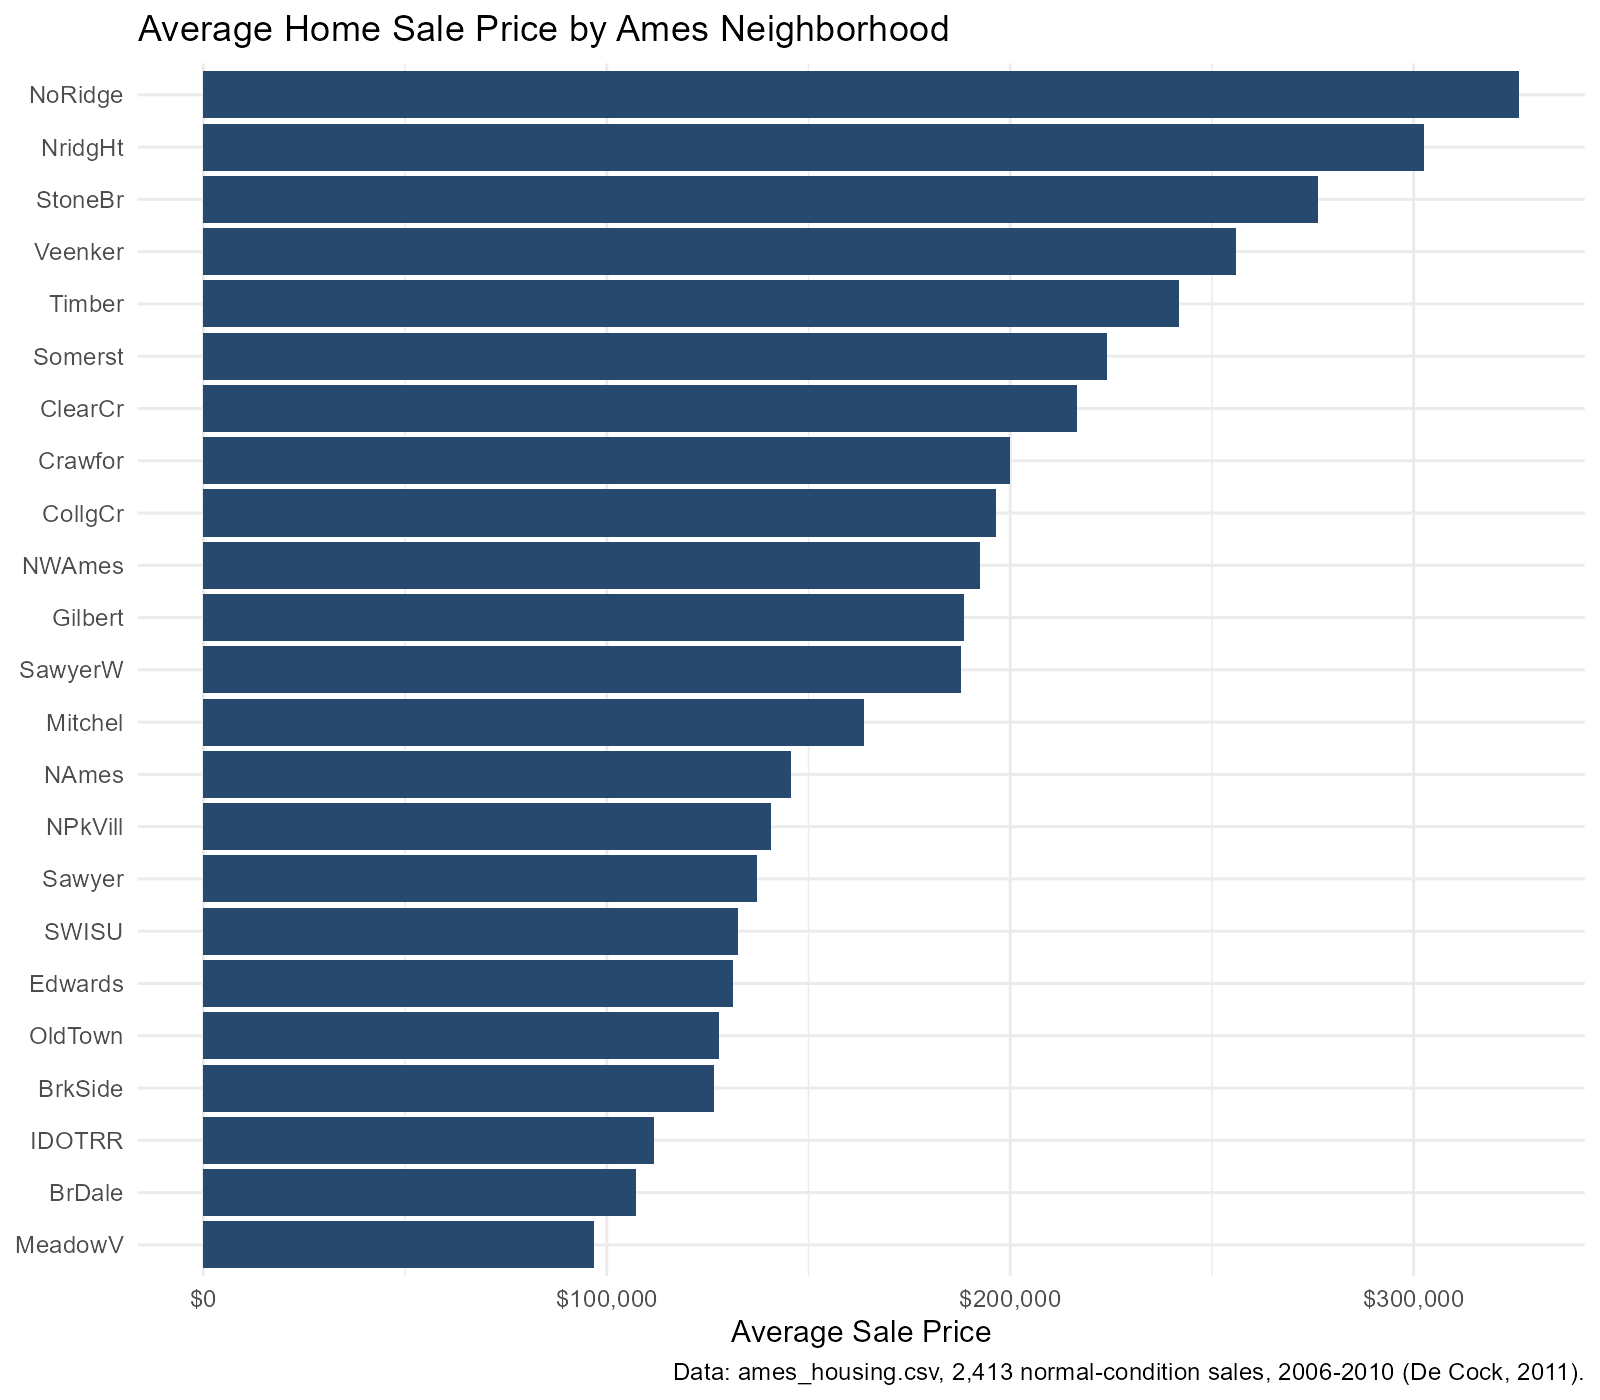 Average Home Sale Price by Ames Neighborhood
NoRidge
NridgHt
StoneBr
Veenker
Timber
Somerst
ClearCr
Crawfor
CollgCr
NWAmes
Gilbert
SawyerW
Mitchel
NAmes
NPkVill
Sawyer
SWISU
Edwards
OldTown
BrkSide
IDOTRR
BrDale
MeadowV
$0 $100,000 $200,000 $300,000
Average Sale Price
Data: ames_housing.csv, 2,413 normal-condition sales, 2006-2010 (De Cock, 2011).